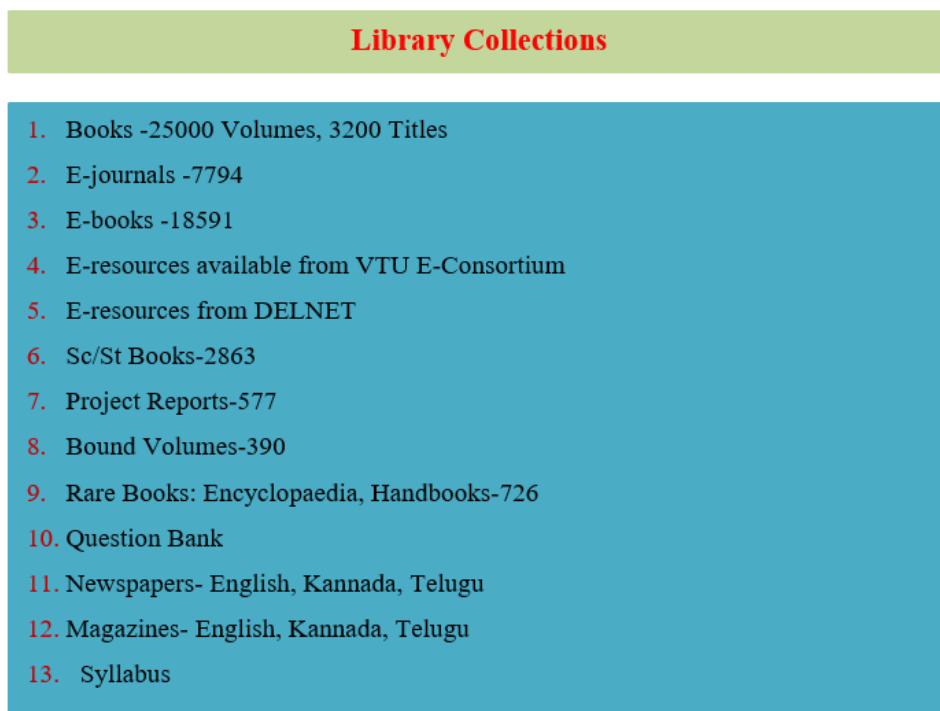 Library Collections
1. Books -25000 Volumes, 3200 Titles
2. E-journals -7794
3. E-books -18591
4. E-resources available from VTU E-Consortium
5. E-resources from DELNET
6. Sc/St Books-2863
7. Project Reports-577
8. Bound Volumes-390
9. Rare Books: Encyclopaedia, Handbooks-726
10. Question Bank
11. Newspapers- English, Kannada, Telugu
12. Magazines- English, Kannada, Telugu
13. Syllabus